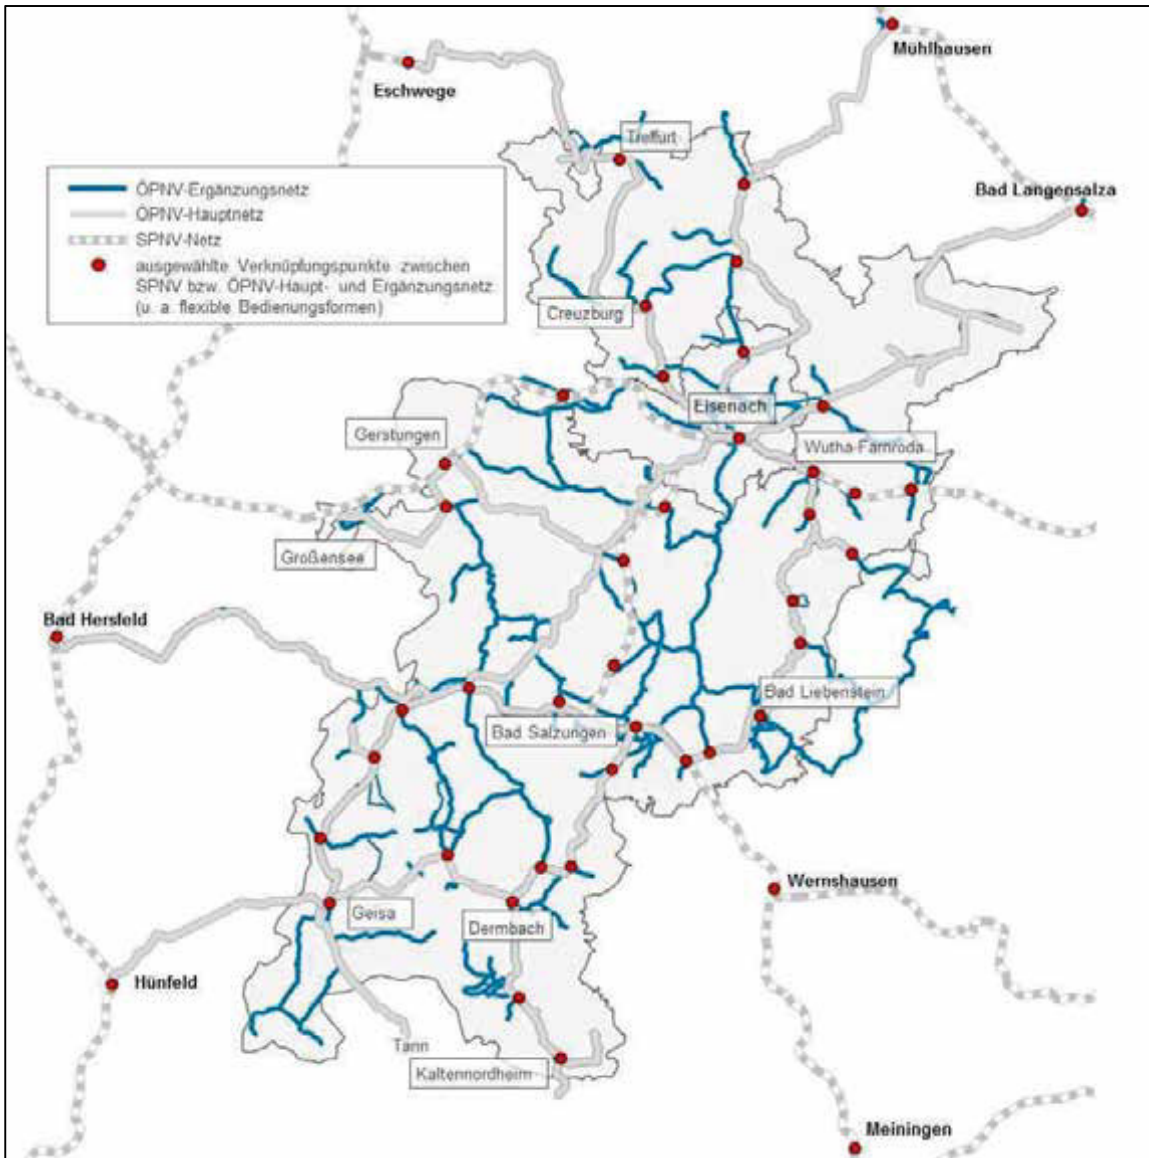 Mühlhausen
Eschwege
Treffurt
Bad Langensalza
ÖPNV-Ergänzungsnetz
ÖPNV-Hauptnetz
SPNV-Netz
ausgewählte Verknüpfungspunkte zwischen
SPNV bzw. ÖPNV-Haupt- und Ergänzungsnetz
(u. a. flexible Bedienungsformen)
Creuzburg
Eisenach
Gerstungen
Wutha-Farnroda
Großensee
Bad Hersfeld
Bad Liebenstein
Bad Salzungen
Wernshausen
Geisa
Dermbach
Hünfeld
Tann
Kaltennordheim
Meiningen